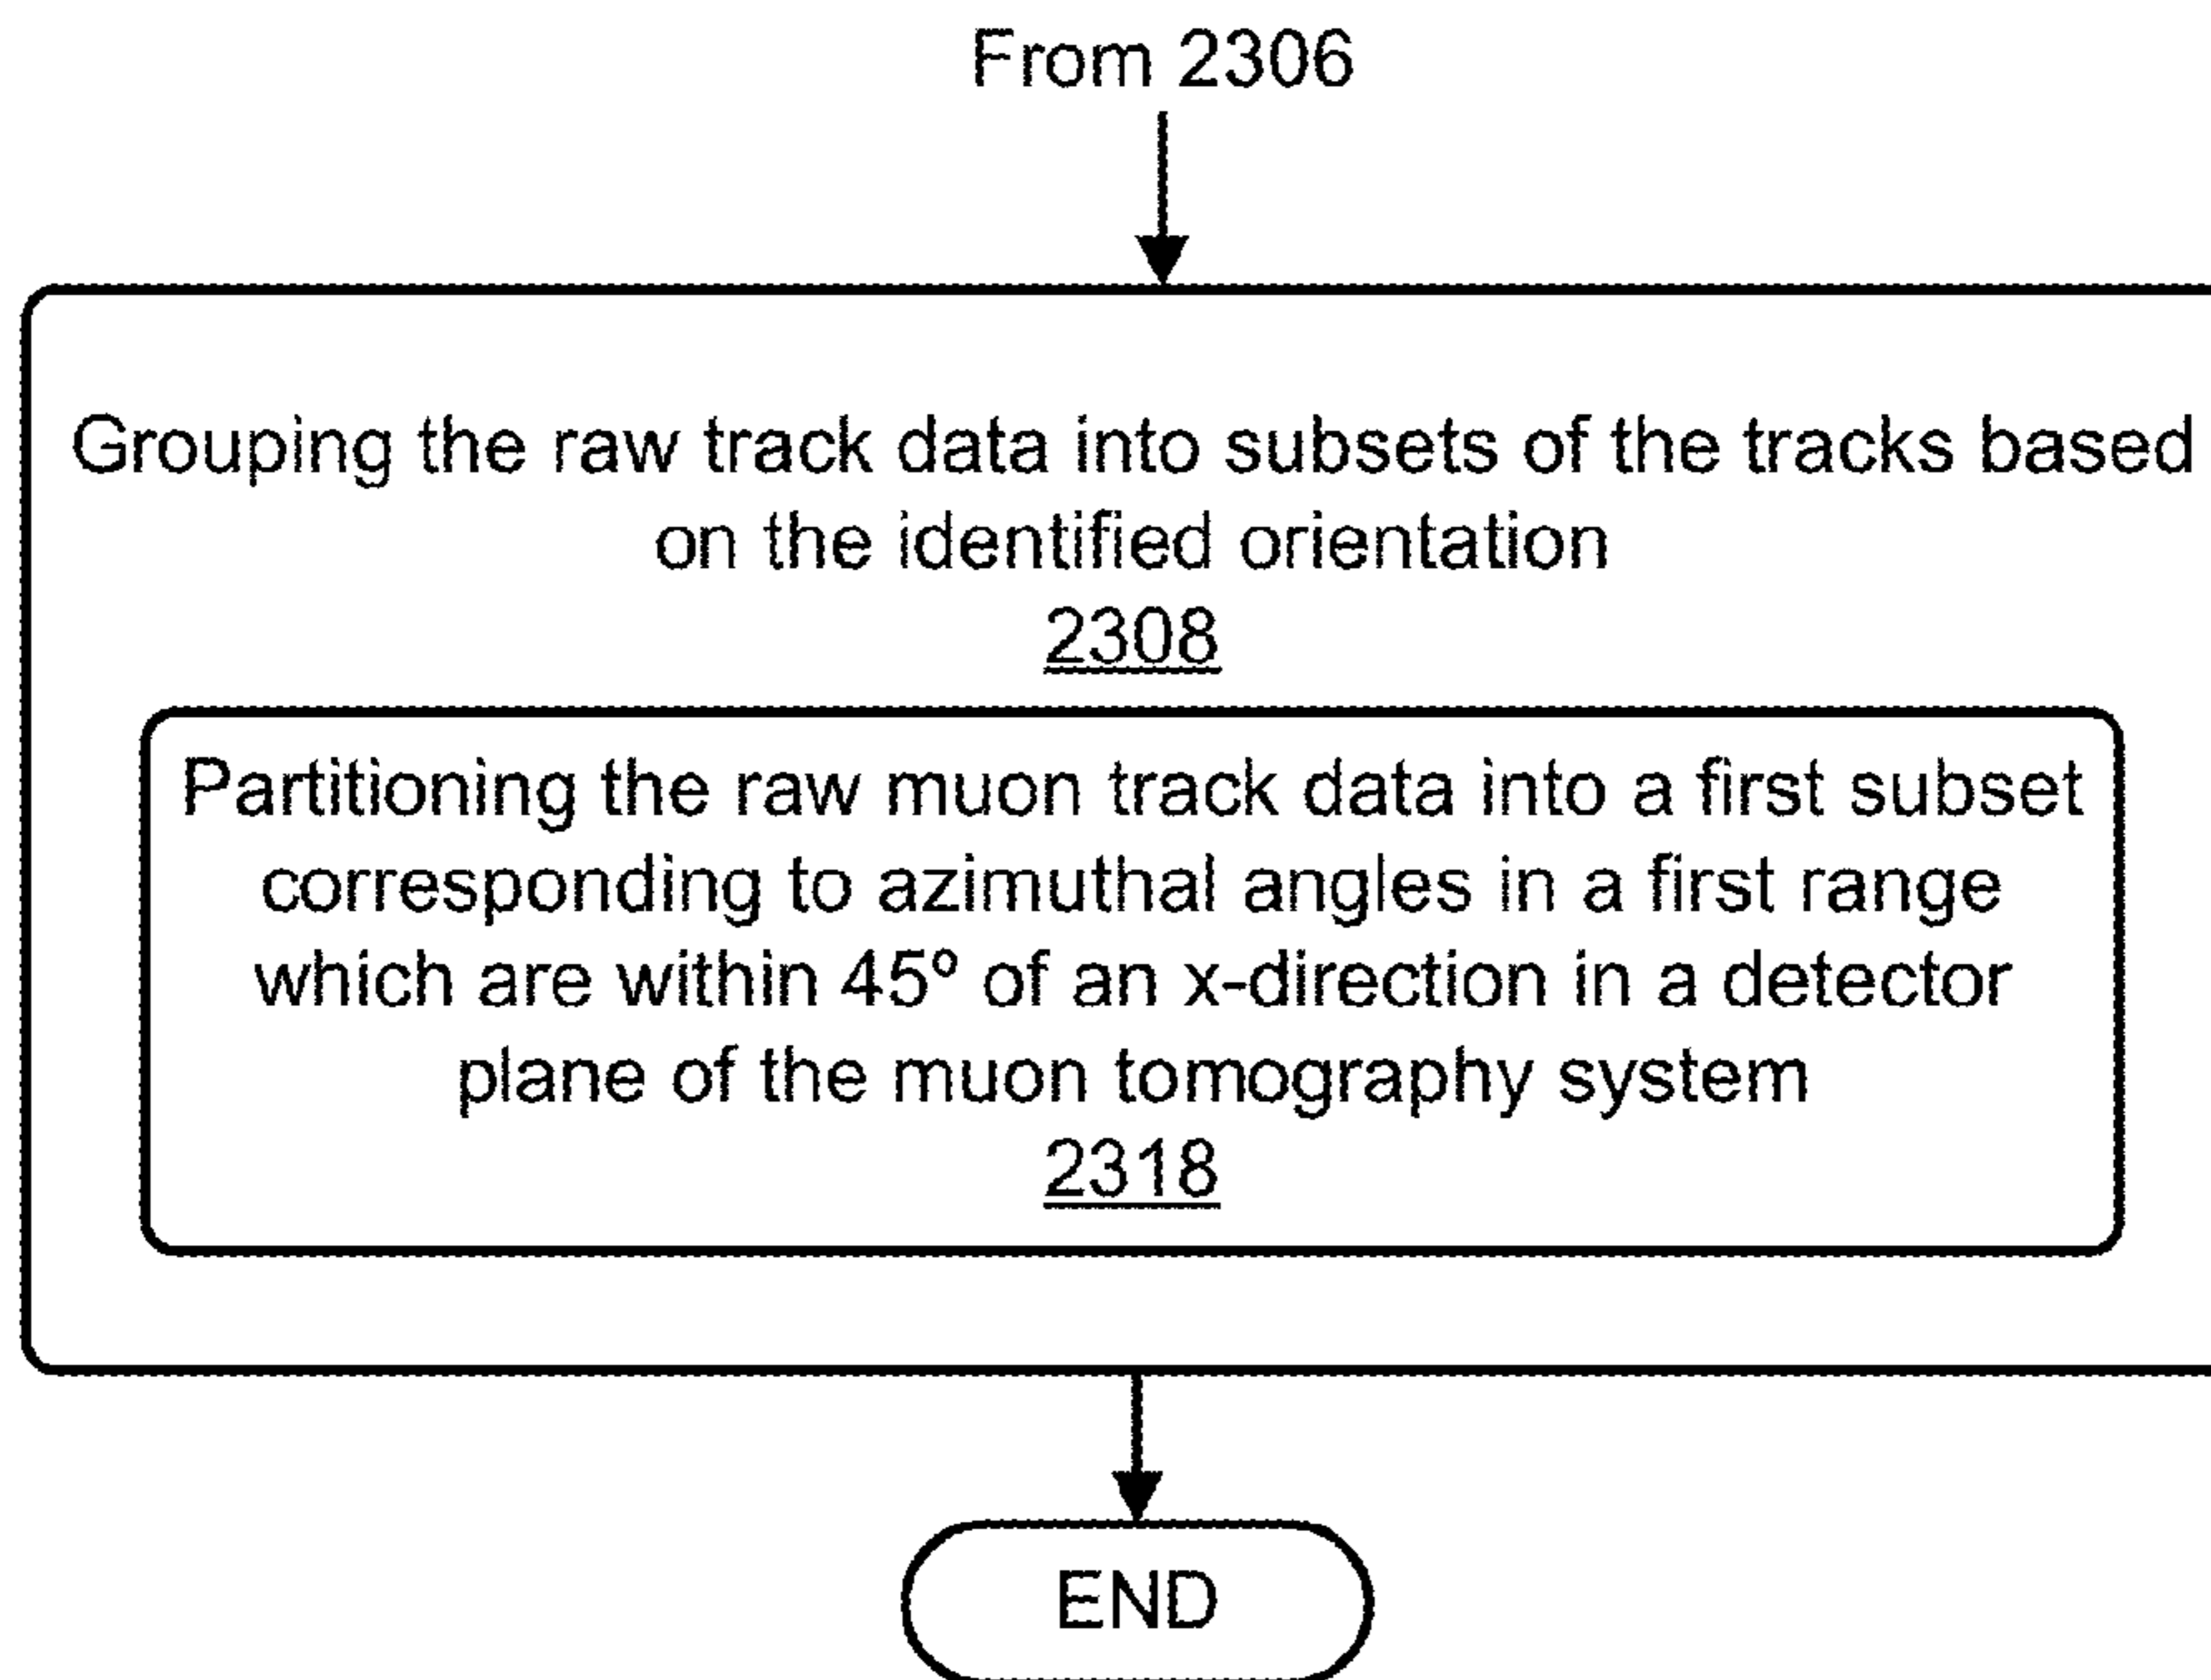 From 2306
Grouping the raw track data into subsets of the tracks based
on the identified orientation
2308
Partitioning the raw muon track data into a first subset
corresponding to azimuthal angles in a first range
which are within 45º of an x-direction in a detector
plane of the muon tomography system
2318
END